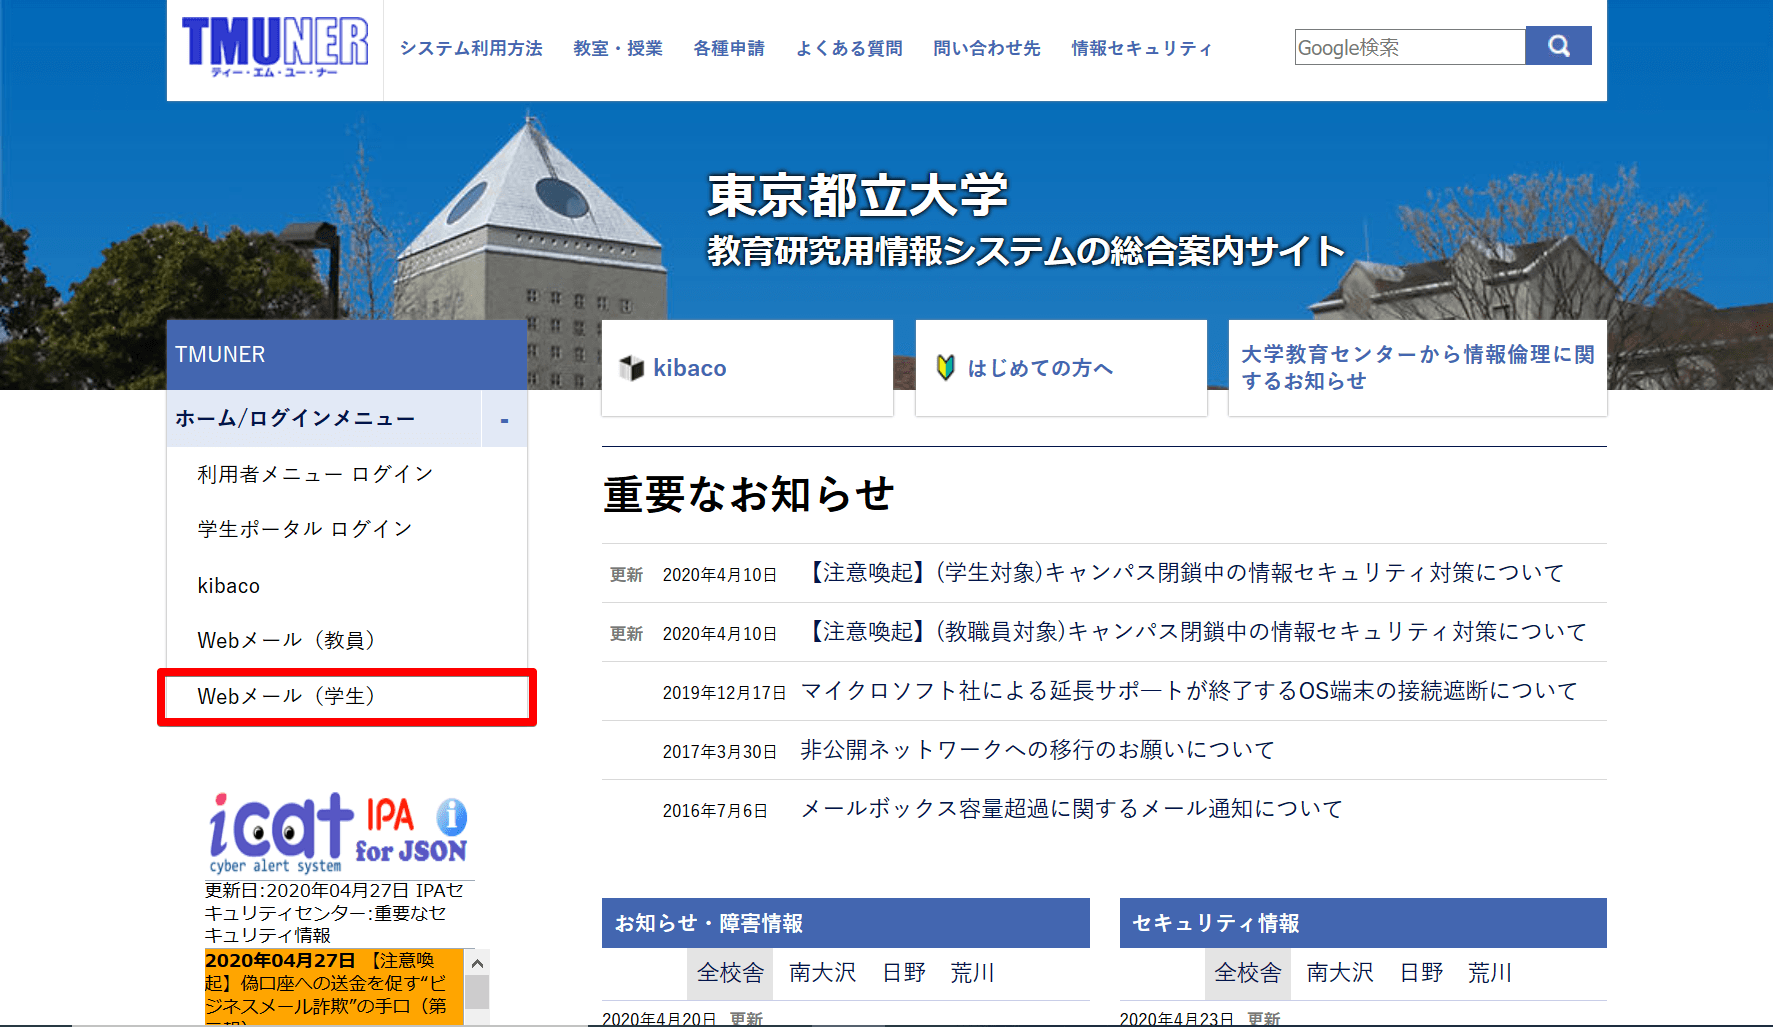 TMUNER
ティー・エム・ユー・ナー
システム利用方法 教室・授業 各種申請 よくある質問 問い合わせ先 情報セキュリティ
Google検索
東京都立大学
教育研究用情報システムの総合案内サイト
TMUNER
ホーム/ログインメニュー -
利用者メニュー ログイン
学生ポータル ログイン
kibaco
Webメール（教員）
Webメール（学生）
icat IPA for JSON
cyber alert system
更新日:2020年04月27日 IPAセ
キュリティセンター:重要なセ
キュリティ情報
2020年04月27日 【注意喚
起】偽口座への送金を促す“ビ
ジネスメール詐欺”の手口（第
kibaco
はじめての方へ
大学教育センターから情報倫理に関
するお知らせ
重要なお知らせ
更新 2020年4月10日 【注意喚起】(学生対象)キャンパス閉鎖中の情報セキュリティ対策について
更新 2020年4月10日 【注意喚起】(教職員対象)キャンパス閉鎖中の情報セキュリティ対策について
2019年12月17日 マイクロソフト社による延長サポートが終了するOS端末の接続遮断について
2017年3月30日 非公開ネットワークへの移行のお願いについて
2016年7月6日 メールボックス容量超過に関するメール通知について
お知らせ・障害情報
全校舎 南大沢 日野 荒川
2020年4月20日 更新
セキュリティ情報
全校舎 南大沢 日野 荒川
2020年4月23日 更新